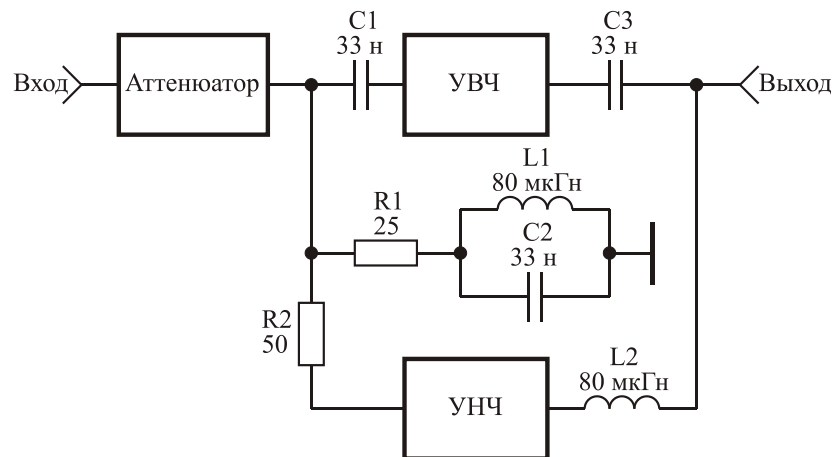 C1
33 н
C3
33 н
Вход
Аттенюатор
УВЧ
Выход
L1
80 мкГн
R1
25
C2
33 н
R2
50
L2
80 мкГн
УНЧ